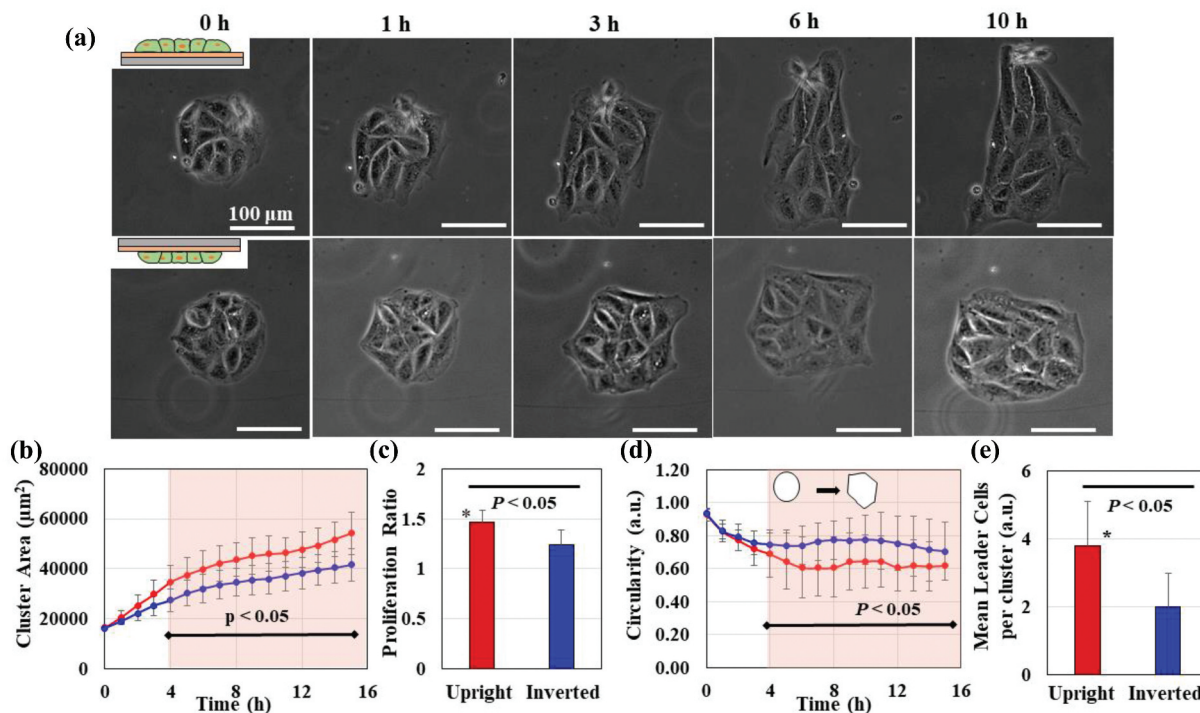 (a)
0 h 1 h 3 h 6 h 10 h
100 μm
(b) (c) (d) (e)
Cluster Area (μm²)
80000
60000
40000
20000
0
p < 0.05
0 4 8 12 16
Time (h)
Proliferation Ratio
2
1.5
1
0.5
0
P < 0.05
*
Upright Inverted
Circularity (a.u.)
1.20
1.00
0.80
0.60
0.40
0.20
0.00
P < 0.05
0 4 8 12 16
Time (h)
Mean Leader Cells
per cluster (a.u.)
6
4
2
0
P < 0.05
*
Upright Inverted